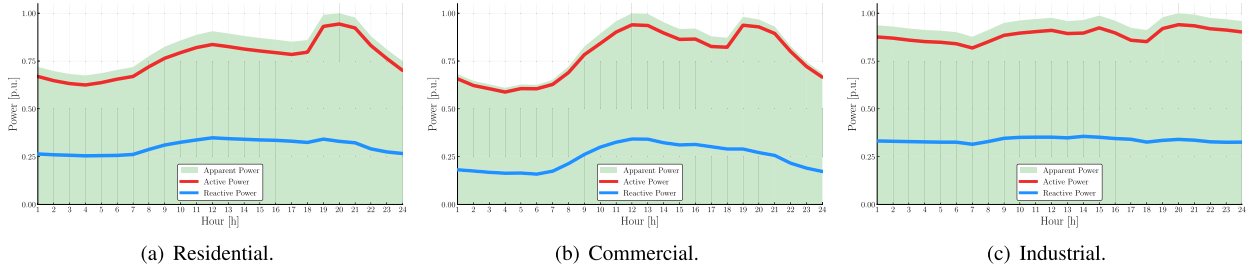 1.00
0.75
0.50
0.25
0.00
Power [p.u.]
Apparent Power
Active Power
Reactive Power
1 2 3 4 5 6 7 8 9 10 11 12 13 14 15 16 17 18 19 20 21 22 23 24
Hour [h]
(a) Residential.
1.00
0.75
0.50
0.25
0.00
Power [p.u.]
Apparent Power
Active Power
Reactive Power
1 2 3 4 5 6 7 8 9 10 11 12 13 14 15 16 17 18 19 20 21 22 23 24
Hour [h]
(b) Commercial.
1.00
0.75
0.50
0.25
0.00
Power [p.u.]
Apparent Power
Active Power
Reactive Power
1 2 3 4 5 6 7 8 9 10 11 12 13 14 15 16 17 18 19 20 21 22 23 24
Hour [h]
(c) Industrial.